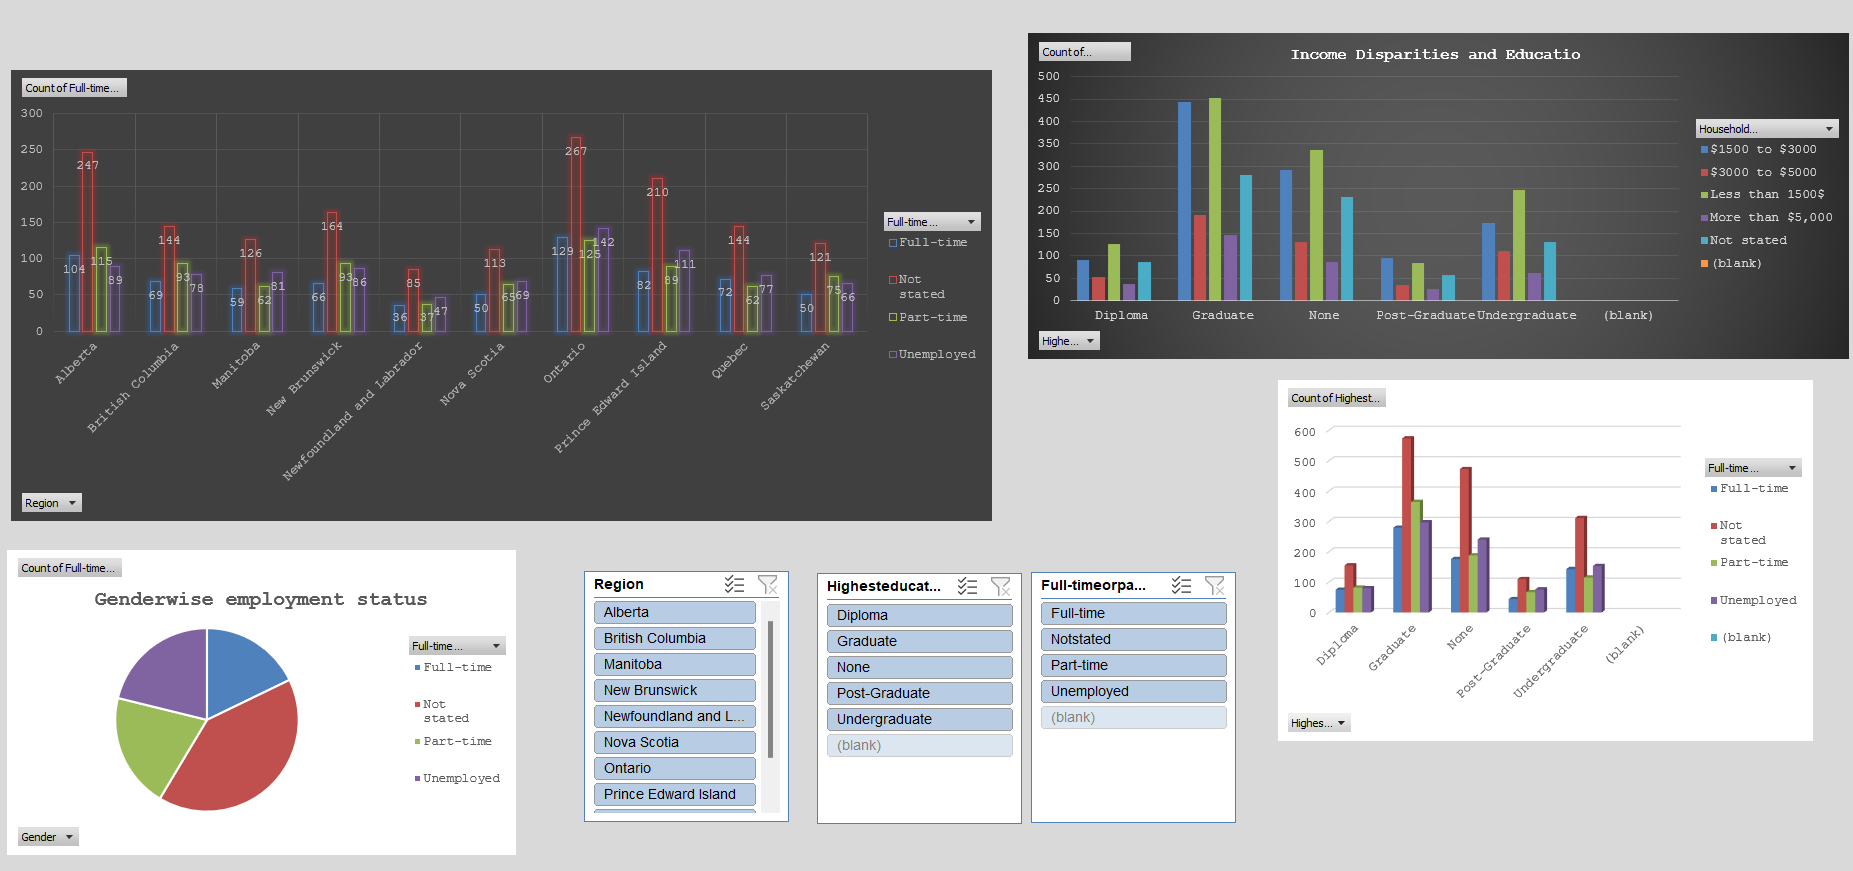 Count of Full-time...
300
250
200
150
100
50
0
104
247
115
89
69
144
93
78
59
126
62
81
66
164
93
86
36
85
37
47
50
113
65
69
129
267
125
142
82
210
89
111
72
144
62
77
50
121
75
66
Alberta
British Columbia
Manitoba
New Brunswick
Newfoundland and Labrador
Nova Scotia
Ontario
Prince Edward Island
Quebec
Saskatchewan
Full-time...
Full-time
Not
stated
Part-time
Unemployed
Region
Count of...
Income Disparities and Educatio
500
450
400
350
300
250
200
150
100
50
0
Diploma
Graduate
None
Post-Graduate
Undergraduate
(blank)
Household...
$1500 to $3000
$3000 to $5000
Less than 1500$
More than $5,000
Not stated
(blank)
Highe...
Count of Highest...
600
500
400
300
200
100
0
Diploma
Graduate
None
Post-Graduate
Undergraduate
(blank)
Full-time...
Full-time
Not
stated
Part-time
Unemployed
(blank)
Highes...
Count of Full-time...
Genderwise employment status
Full-time...
Full-time
Not
stated
Part-time
Unemployed
Gender
Region
Alberta
British Columbia
Manitoba
New Brunswick
Newfoundland and L...
Nova Scotia
Ontario
Prince Edward Island
Highesteducat...
Diploma
Graduate
None
Post-Graduate
Undergraduate
(blank)
Full-timeorpa...
Full-time
Notstated
Part-time
Unemployed
(blank)